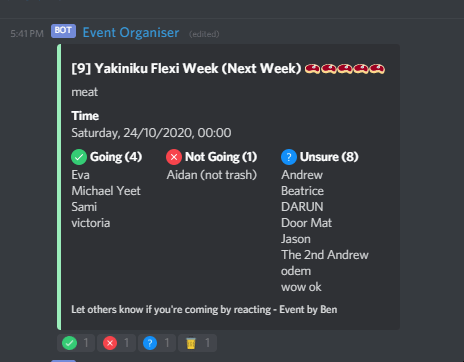 5:41 PM BOT Event Organiser (edited)
[9] Yakiniku Flexi Week (Next Week) 🥩🥩🥩🥩🥩
meat
Time
Saturday, 24/10/2020, 00:00
Going (4) Not Going (1) Unsure (8)
Eva Aidan (not trash) Andrew
Michael Yeet Beatrice
Sami DARUN
victoria Door Mat
Jason
The 2nd Andrew
odem
wow ok
Let others know if you're coming by reacting - Event by Ben
1 1 1 1